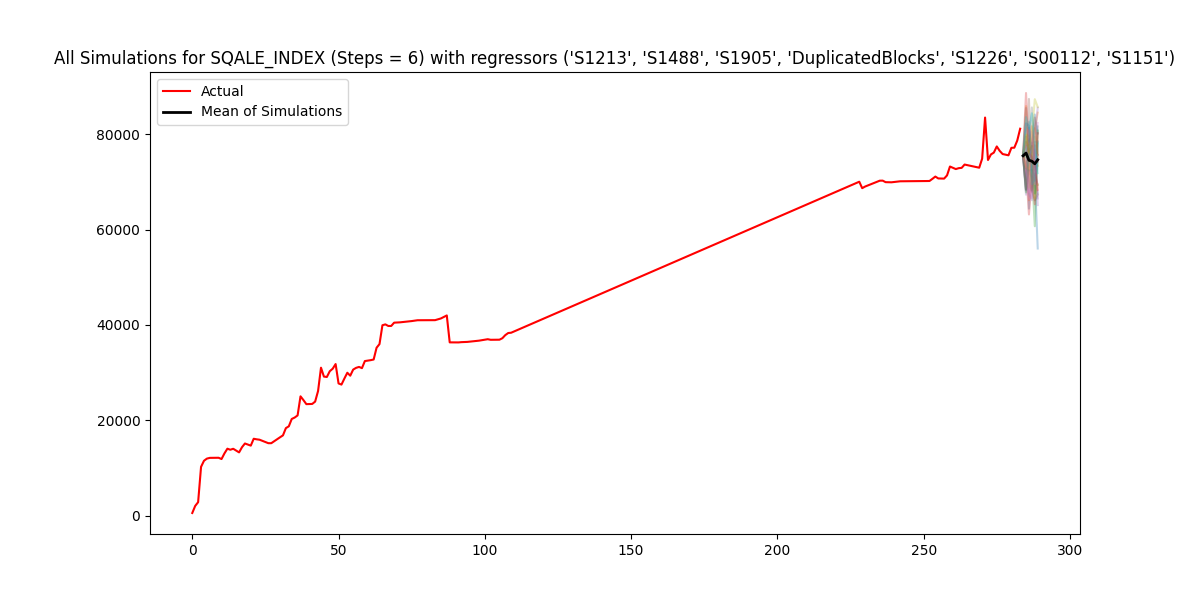 All Simulations for SQALE_INDEX (Steps = 6) with regressors ('S1213', 'S1488', 'S1905', 'DuplicatedBlocks', 'S1226', 'S00112', 'S1151')
Actual
Mean of Simulations
80000
60000
40000
20000
0
0 50 100 150 200 250 300